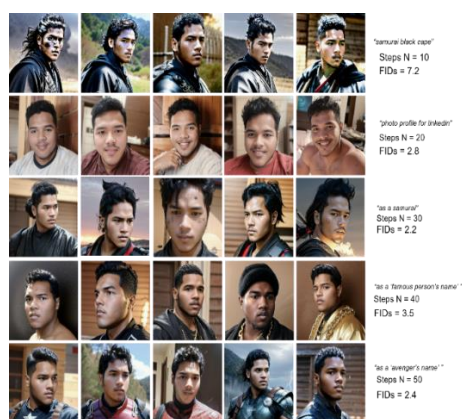 "samurai black cape"
Steps N = 10
FIDs = 7.2
"photo profile for linkedin"
Steps N = 20
FIDs = 2.8
"as a samurai"
Steps N = 30
FIDs = 2.2
"as a 'famous person's name' "
Steps N = 40
FIDs = 3.5
"as a 'avenger's name' "
Steps N = 50
FIDs = 2.4